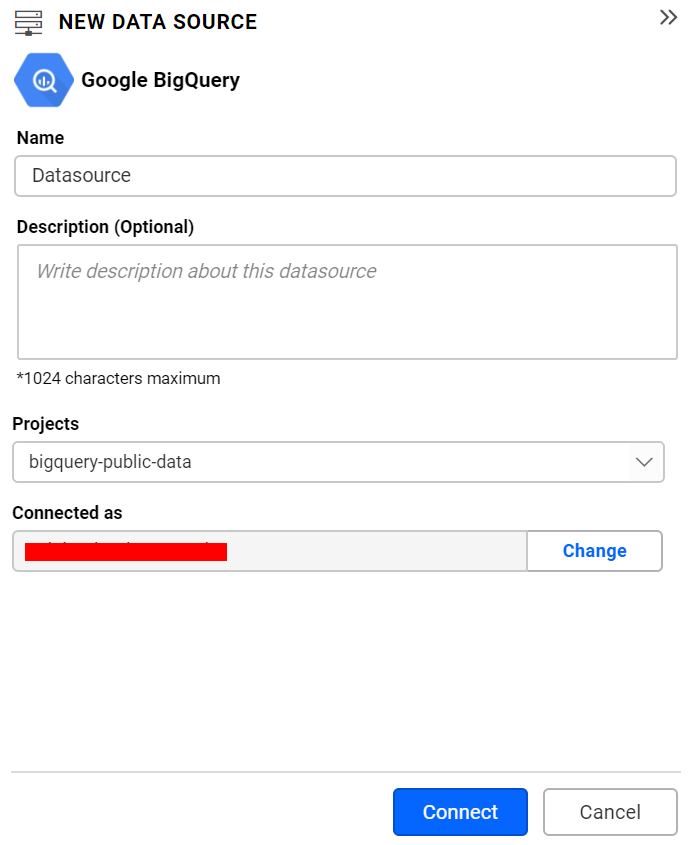 NEW DATA SOURCE
Google BigQuery
Name
Datasource
Description (Optional)
Write description about this datasource
*1024 characters maximum
Projects
bigquery-public-data
Connected as
Change
Connect
Cancel